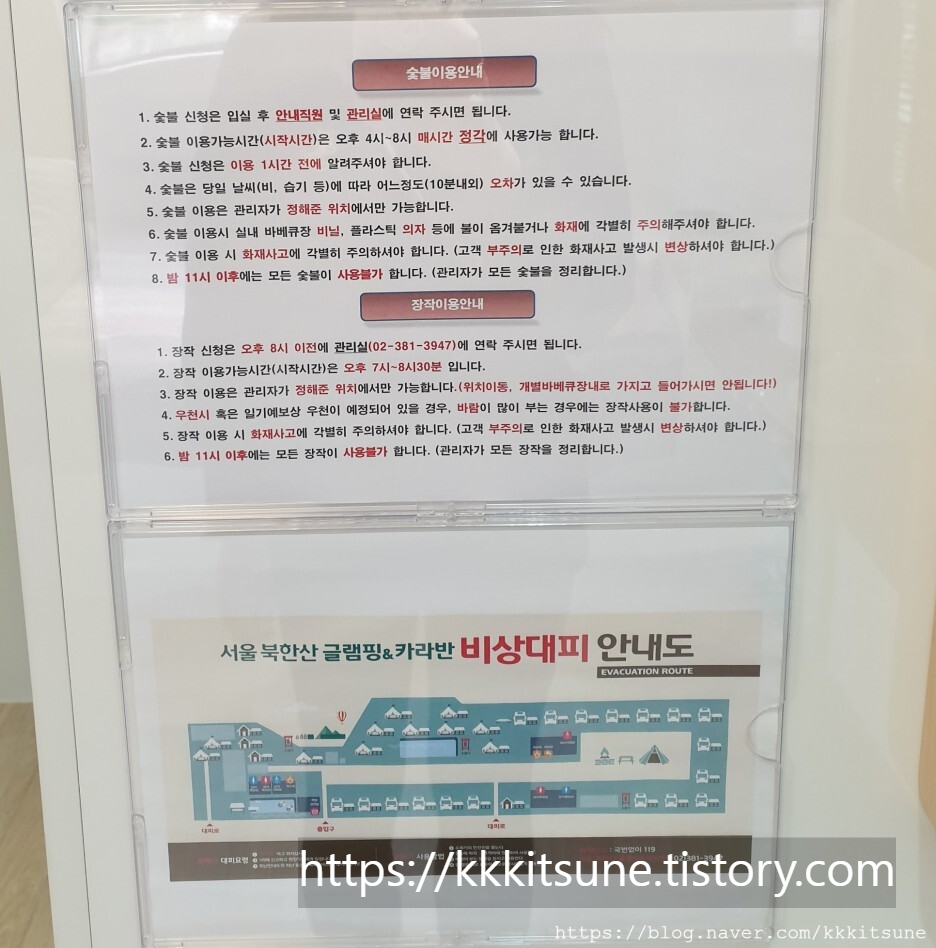 숯불이용안내
1. 숯불 신청은 입실 후 안내직원 및 관리실에 연락 주시면 됩니다.
2. 숯불 이용가능시간(시작시간)은 오후 4시~8시 매시간 정각에 사용가능 합니다.
3. 숯불 신청은 이용 1시간 전에 알려주셔야 합니다.
4. 숯불은 당일 날씨(비, 습기 등)에 따라 어느정도(10분내외) 오차가 있을 수 있습니다.
5. 숯불 이용은 관리자가 정해준 위치에서만 가능합니다.
6. 숯불 이용시 실내 바베큐장 비닐, 플라스틱 의자 등에 불이 옮겨붙거나 화재에 각별히 주의해주셔야 합니다.
7. 숯불 이용 시 화재사고에 각별히 주의하셔야 합니다. (고객 부주의로 인한 화재사고 발생시 변상하셔야 합니다.)
8. 밤 11시 이후에는 모든 숯불이 사용불가 합니다. (관리자가 모든 숯불을 정리합니다.)
장작이용안내
1. 장작 신청은 오후 8시 이전에 관리실(02-381-3947)에 연락 주시면 됩니다.
2. 장작 이용가능시간(시작시간)은 오후 7시~8시30분 입니다.
3. 장작 이용은 관리자가 정해준 위치에서만 가능합니다.(위치이동, 개별바베큐장내로 가지고 들어가시면 안됩니다!)
4. 우천시 혹은 일기예보상 우천이 예정되어 있을 경우, 바람이 많이 부는 경우에는 장작사용이 불가합니다.
5. 장작 이용 시 화재사고에 각별히 주의하셔야 합니다. (고객 부주의로 인한 화재사고 발생시 변상하셔야 합니다.)
6. 밤 11시 이후에는 모든 장작이 사용불가 합니다. (관리자가 모든 장작을 정리합니다.)
서울 북한산 글램핑&카라반 비상대피 안내도
EVACUATION ROUTE
대피로
출입구
대피로
대피요령
사용방법
: 국번없이 119
https://kkkitsune.tistory.com
https://blog.naver.com/kkkitsune